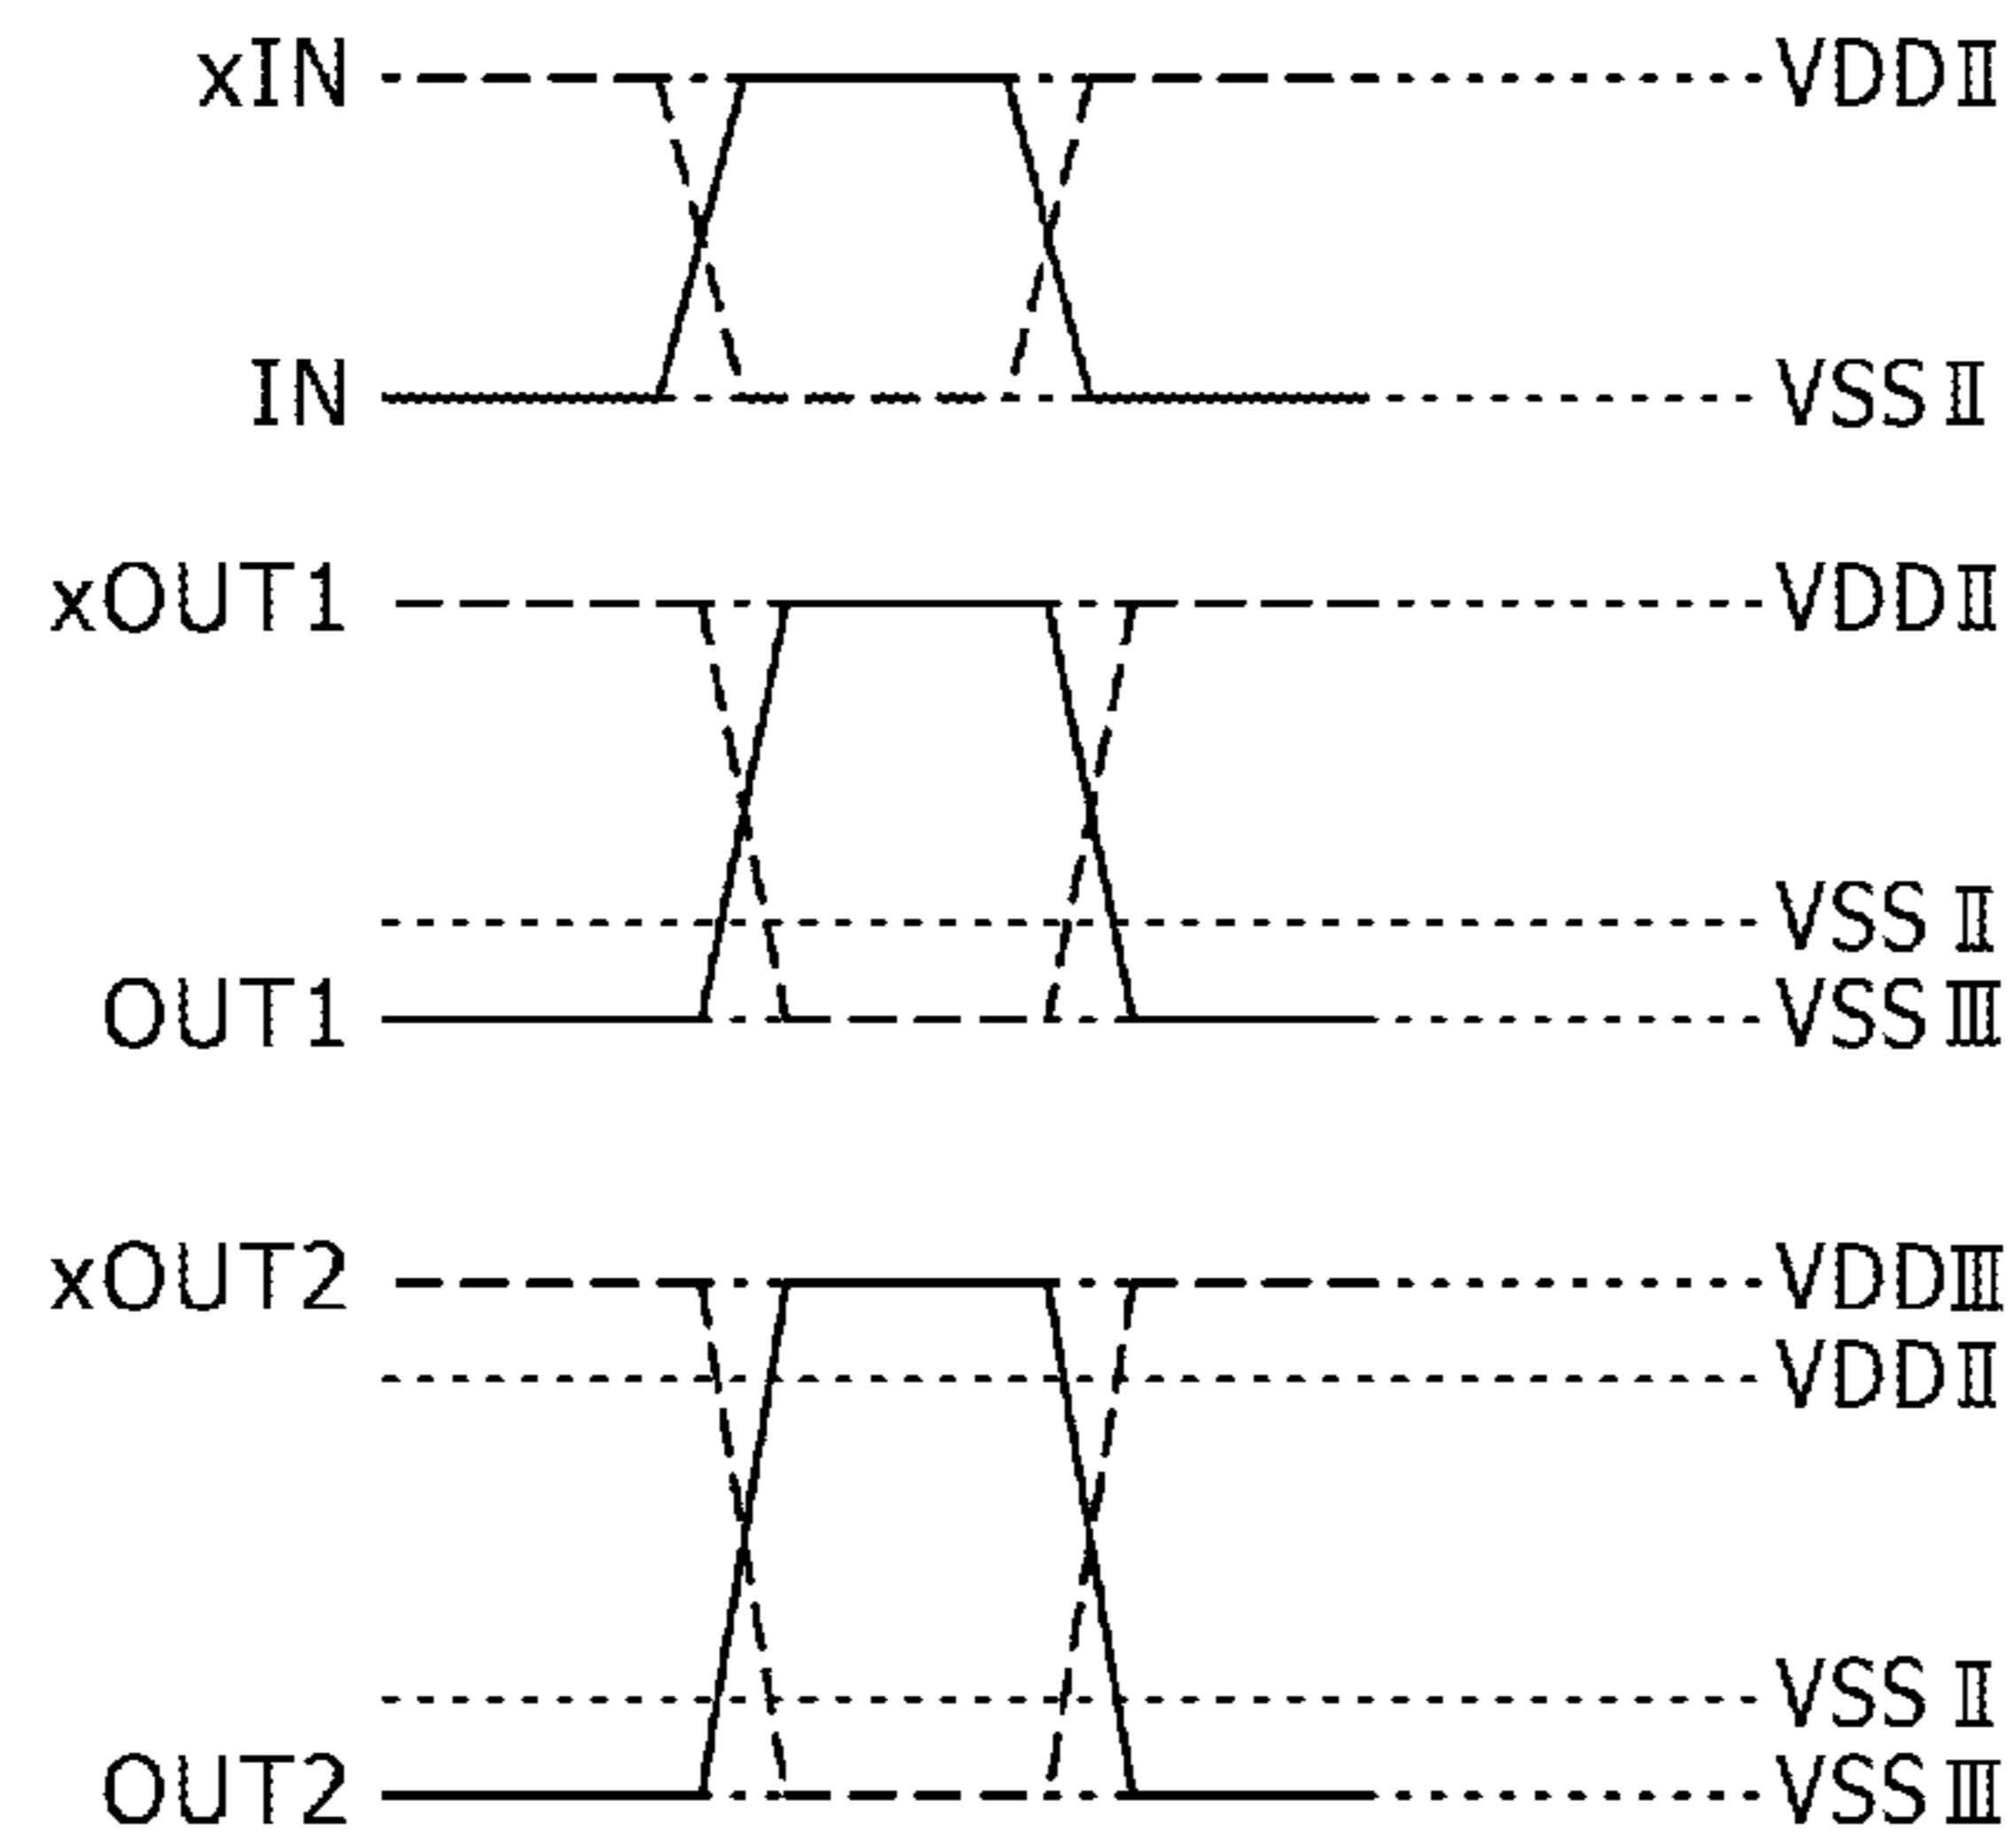 xIN VDDⅡ
IN VSSⅡ
xOUT1 VDDⅡ
VSSⅡ
OUT1 VSSⅢ
xOUT2 VDDⅢ
VDDⅡ
VSSⅡ
OUT2 VSSⅢ